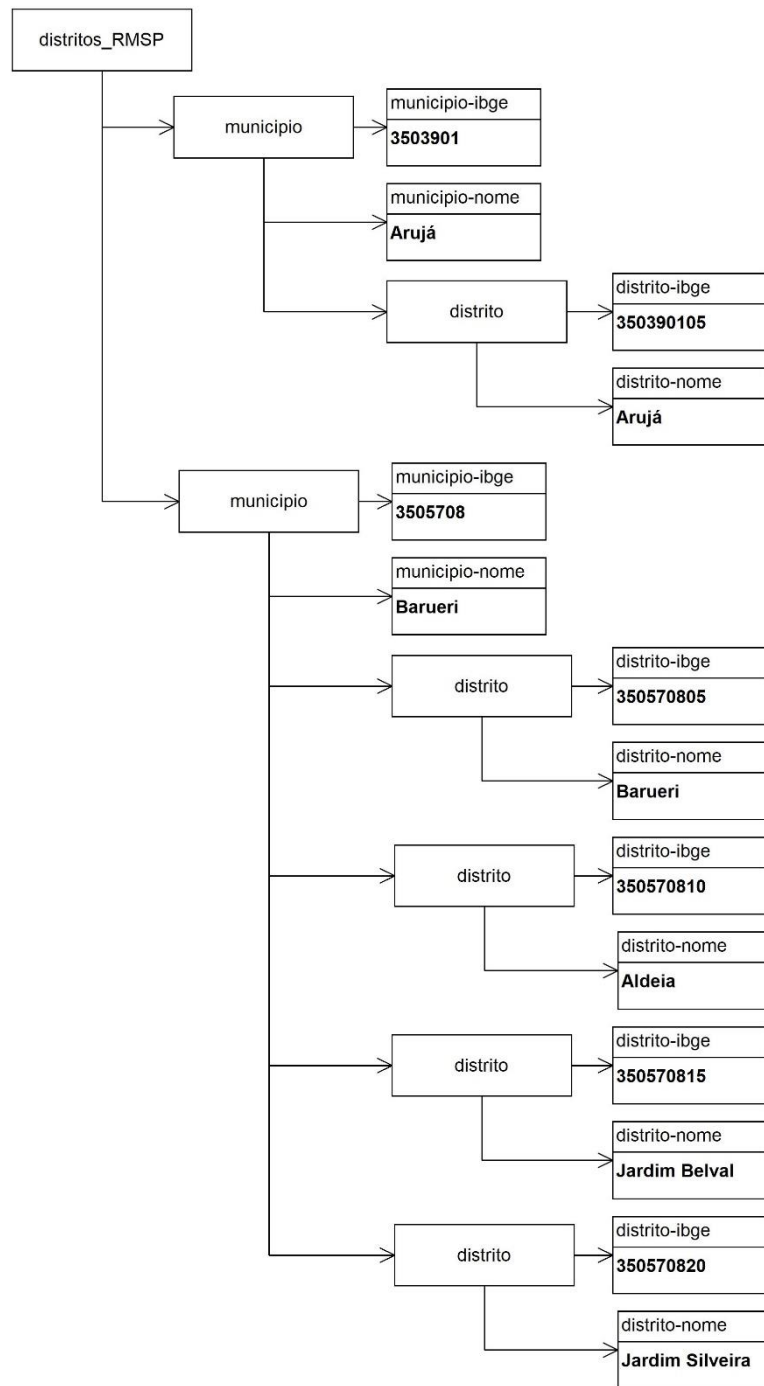 distritos_RMSP
municipio
municipio-ibge
3503901
municipio-nome
Arujá
distrito
distrito-ibge
350390105
distrito-nome
Arujá
municipio
municipio-ibge
3505708
municipio-nome
Barueri
distrito
distrito-ibge
350570805
distrito-nome
Barueri
distrito
distrito-ibge
350570810
distrito-nome
Aldeia
distrito
distrito-ibge
350570815
distrito-nome
Jardim Belval
distrito
distrito-ibge
350570820
distrito-nome
Jardim Silveira